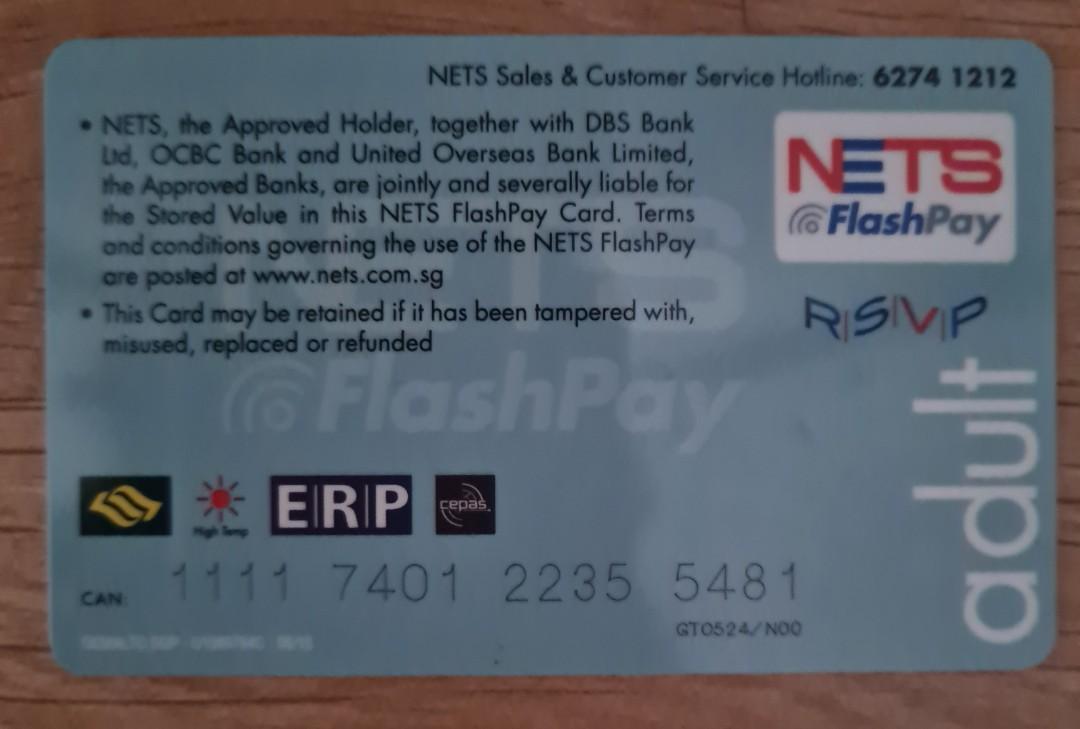 NETS Sales & Customer Service Hotline: 6274 1212
• NETS, the Approved Holder, together with DBS Bank
Ltd, OCBC Bank and United Overseas Bank Limited,
the Approved Banks, are jointly and severally liable for
the Stored Value in this NETS FlashPay Card. Terms
and conditions governing the use of the NETS FlashPay
are posted at www.nets.com.sg
• This Card may be retained if it has been tampered with,
misused, replaced or refunded
NETS
FlashPay
R|S|V|P
adult
NETS
FlashPay
High Temp
E|R|P
cepas
CAN: 1111 7401 2235 5481
GT0524/N00